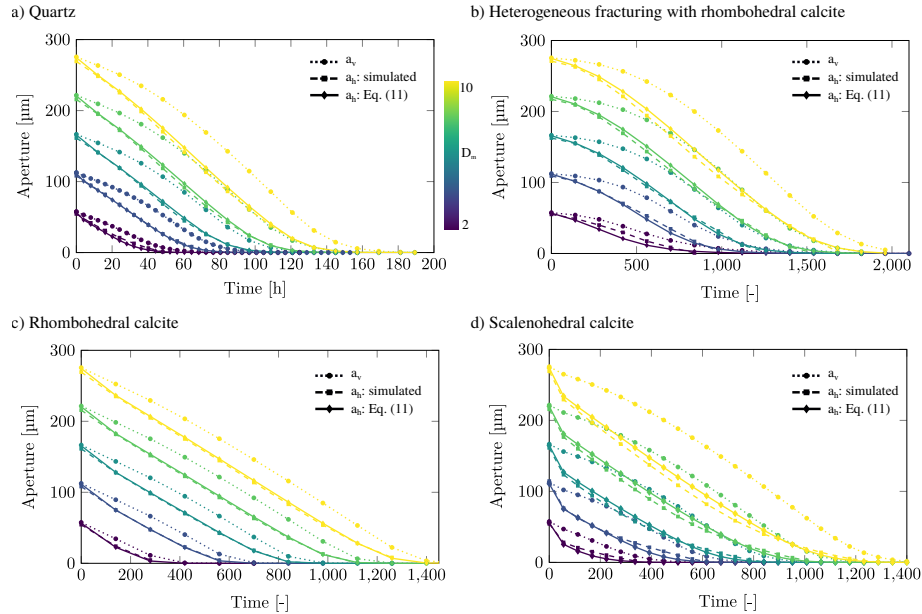 a) Quartz
300
200
100
0
Aperture [µm]
0 20 40 60 80 100 120 140 160 180 200
Time [h]
a_v
a_h: simulated
a_h: Eq. (11)
10
D_m
2
b) Heterogeneous fracturing with rhombohedral calcite
300
200
100
0
Aperture [µm]
0 500 1,000 1,500 2,000
Time [-]
a_v
a_h: simulated
a_h: Eq. (11)
c) Rhombohedral calcite
300
200
100
0
Aperture [µm]
0 200 400 600 800 1,000 1,200 1,400
Time [-]
a_v
a_h: simulated
a_h: Eq. (11)
d) Scalenohedral calcite
300
200
100
0
Aperture [µm]
0 200 400 600 800 1,000 1,200 1,400
Time [-]
a_v
a_h: simulated
a_h: Eq. (11)